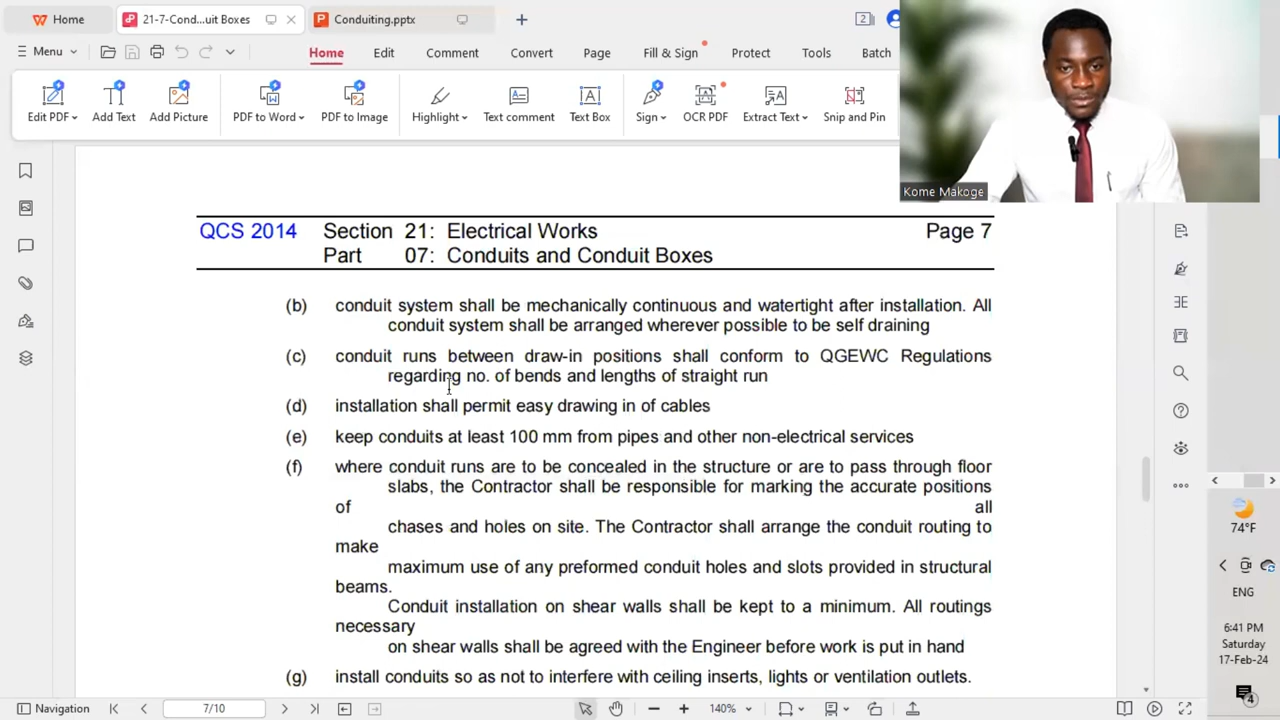 Home
21-7-Cond...uit Boxes
Conduiting.pptx
2
Menu
Home
Edit
Comment
Convert
Page
Fill & Sign
Protect
Tools
Batch
Edit PDF
Add Text
Add Picture
PDF to Word
PDF to Image
Highlight
Text comment
Text Box
Sign
OCR PDF
Extract Text
Snip and Pin
Kome Makoge
QCS 2014 Section 21: Electrical Works Page 7
Part 07: Conduits and Conduit Boxes
(b) conduit system shall be mechanically continuous and watertight after installation. All
conduit system shall be arranged wherever possible to be self draining
(c) conduit runs between draw-in positions shall conform to QGEWC Regulations
regarding no. of bends and lengths of straight run
(d) installation shall permit easy drawing in of cables
(e) keep conduits at least 100 mm from pipes and other non-electrical services
(f) where conduit runs are to be concealed in the structure or are to pass through floor
slabs, the Contractor shall be responsible for marking the accurate positions
of all
chases and holes on site. The Contractor shall arrange the conduit routing to
make
maximum use of any preformed conduit holes and slots provided in structural
beams.
Conduit installation on shear walls shall be kept to a minimum. All routings
necessary
on shear walls shall be agreed with the Engineer before work is put in hand
(g) install conduits so as not to interfere with ceiling inserts, lights or ventilation outlets.
74°F
ENG
6:41 PM
Saturday
17-Feb-24
4
Navigation
7/10
140%